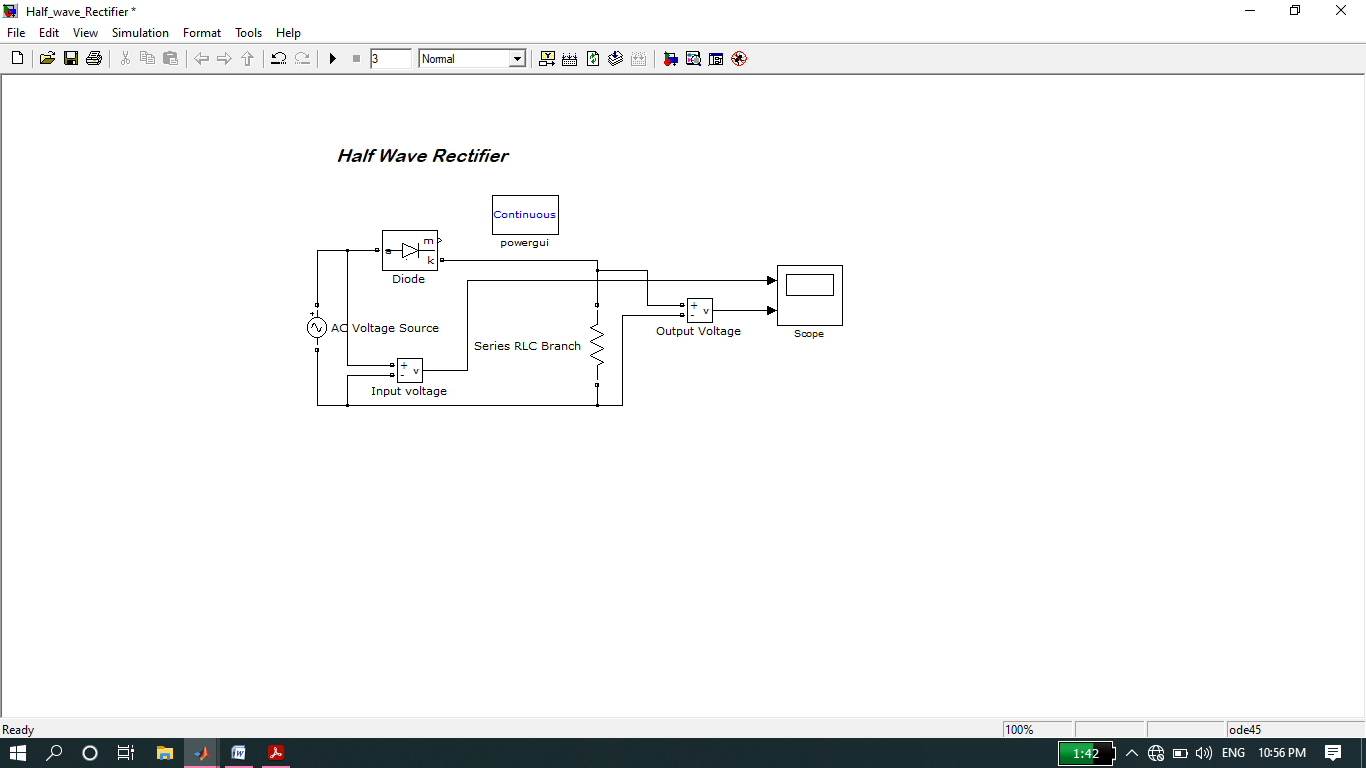 Half_wave_Rectifier *
File Edit View Simulation Format Tools Help
3 Normal
Half Wave Rectifier
Continuous
powergui
a m
k
Diode
+
AC Voltage Source
+
- v
Input voltage
Series RLC Branch
+
- v
Output Voltage
Scope
Ready 100% ode45
1:42 ENG 10:56 PM